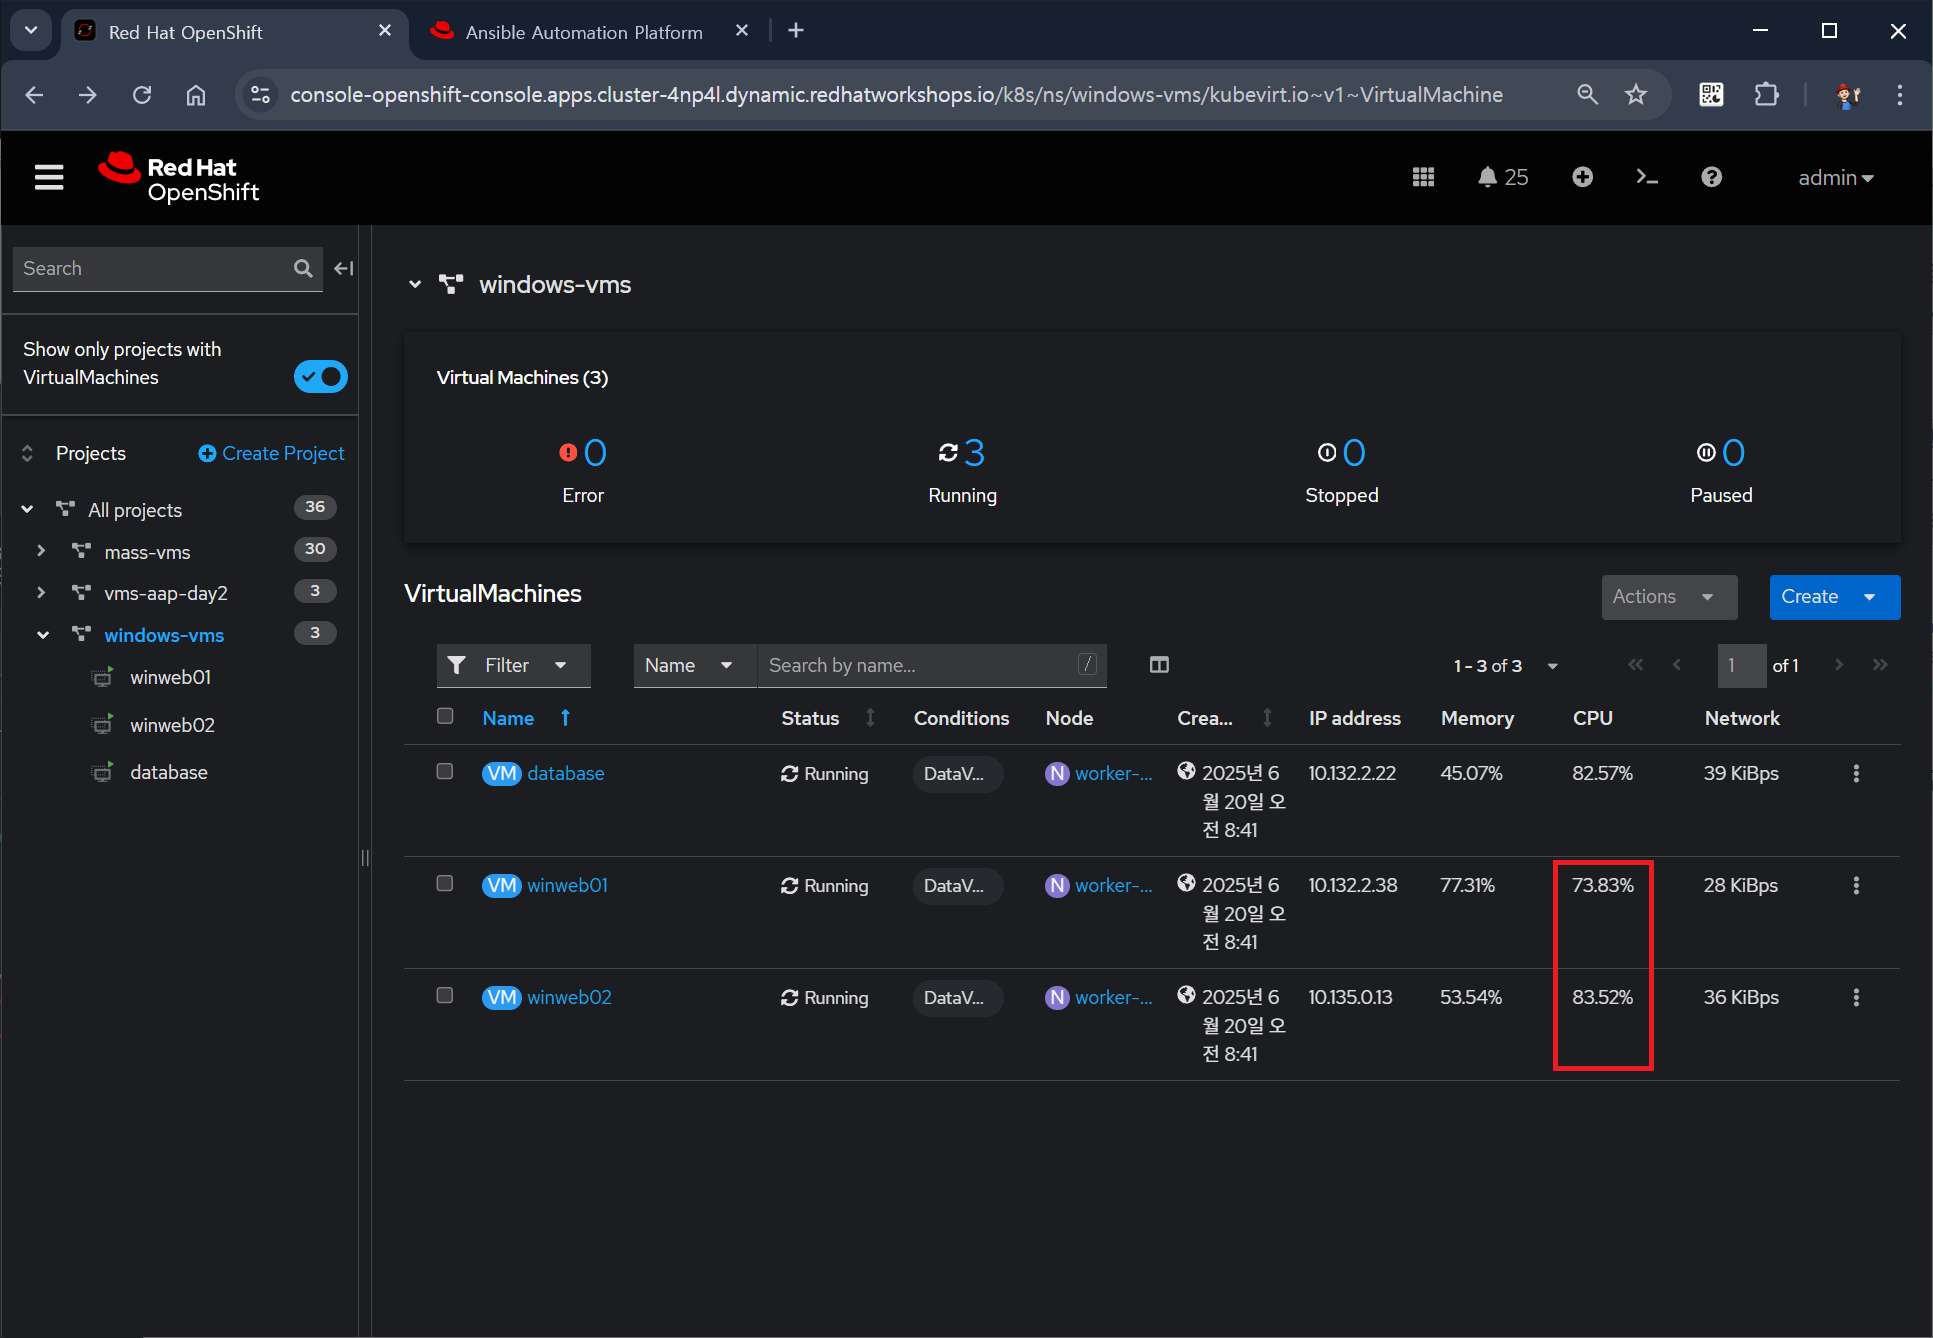 Red Hat OpenShift
Ansible Automation Platform
console-openshift-console.apps.cluster-4np4l.dynamic.redhatworkshops.io/k8s/ns/windows-vms/kubevirt.io~v1~VirtualMachine
Red Hat
OpenShift
25
admin
Search
Show only projects with
VirtualMachines
Projects
Create Project
All projects 36
mass-vms 30
vms-aap-day2 3
windows-vms 3
winweb01
winweb02
database
windows-vms
Virtual Machines (3)
0 3 0 0
Error Running Stopped Paused
VirtualMachines
Actions Create
Filter Name Search by name... / 1 - 3 of 3 1 of 1
Name Status Conditions Node Crea... IP address Memory CPU Network
VM database Running DataV... N worker-... 2025년 6 10.132.2.22 45.07% 82.57% 39 KiBps
월 20일 오
전 8:41
VM winweb01 Running DataV... N worker-... 2025년 6 10.132.2.38 77.31% 73.83% 28 KiBps
월 20일 오
전 8:41
VM winweb02 Running DataV... N worker-... 2025년 6 10.135.0.13 53.54% 83.52% 36 KiBps
월 20일 오
전 8:41